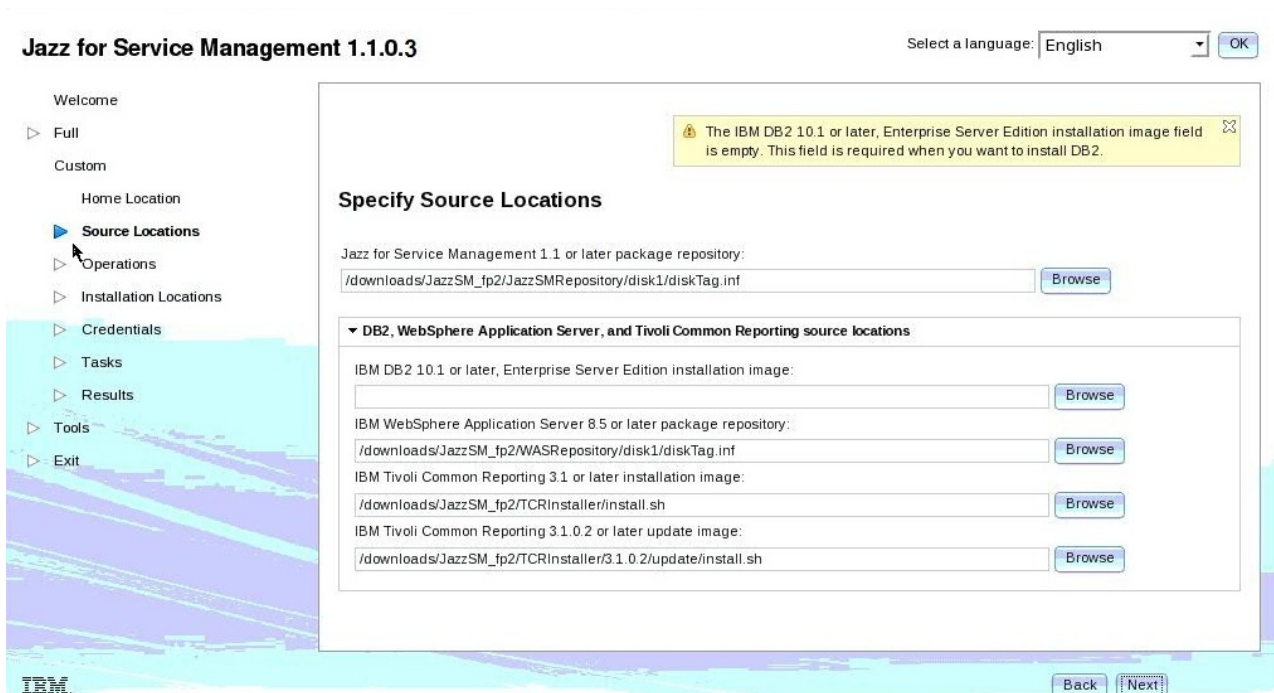 Jazz for Service Management 1.1.0.3
Select a language:
English
OK
Welcome
Full
Custom
Home Location
Source Locations
Operations
Installation Locations
Credentials
Tasks
Results
Tools
Exit
The IBM DB2 10.1 or later, Enterprise Server Edition installation image field
is empty. This field is required when you want to install DB2.
Specify Source Locations
Jazz for Service Management 1.1 or later package repository:
/downloads/JazzSM_fp2/JazzSMRepository/disk1/diskTag.inf
Browse
DB2, WebSphere Application Server, and Tivoli Common Reporting source locations
IBM DB2 10.1 or later, Enterprise Server Edition installation image:
Browse
IBM WebSphere Application Server 8.5 or later package repository:
/downloads/JazzSM_fp2/WASRepository/disk1/diskTag.inf
Browse
IBM Tivoli Common Reporting 3.1 or later installation image:
/downloads/JazzSM_fp2/TCRInstaller/install.sh
Browse
IBM Tivoli Common Reporting 3.1.0.2 or later update image:
/downloads/JazzSM_fp2/TCRInstaller/3.1.0.2/update/install.sh
Browse
IBM
Back
Next